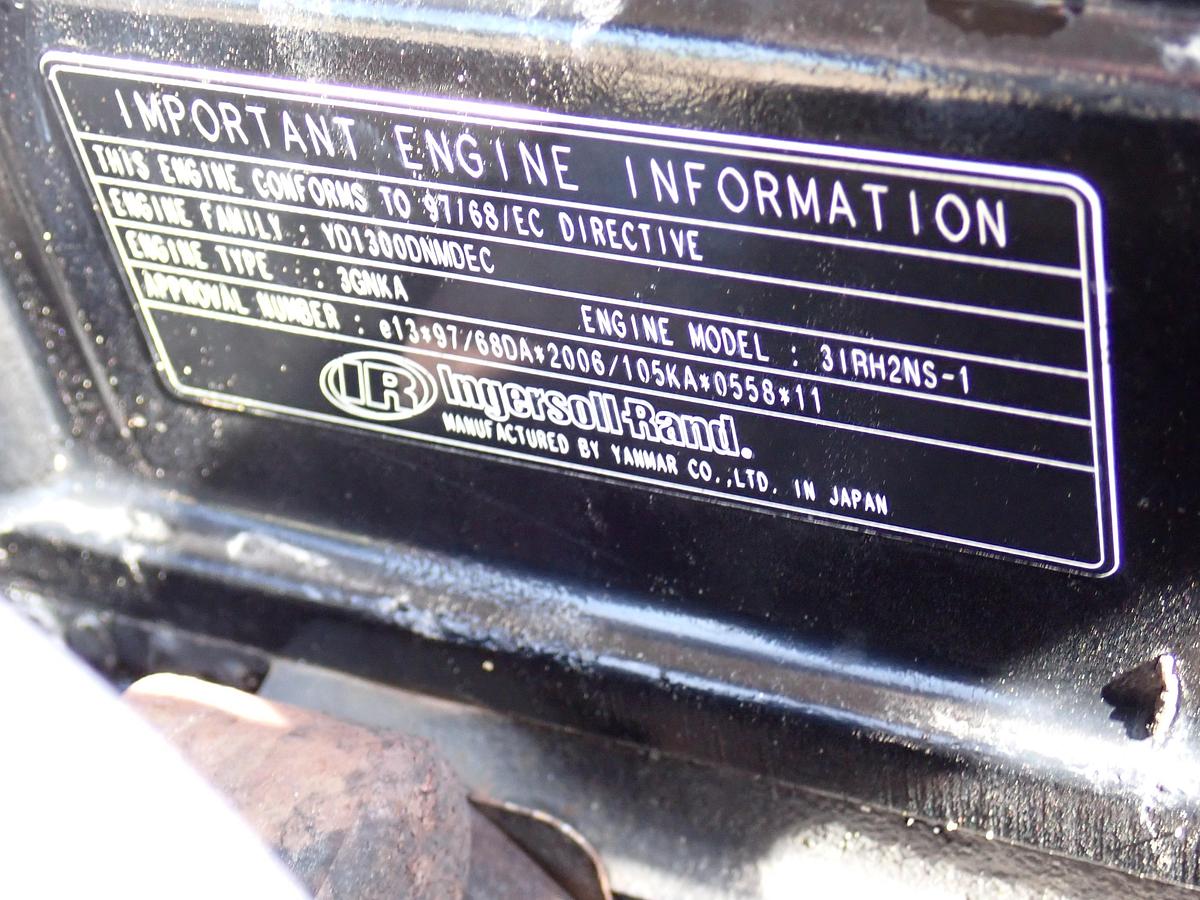 IMPORTANT ENGINE INFORMATION
THIS ENGINE CONFORMS TO 97/68/EC DIRECTIVE
ENGINE FAMILY : YD1300DNMDEC
ENGINE TYPE : 3GNKA ENGINE MODEL : 3IRH2NS-1
APPROVAL NUMBER : e13*97/68DA*2006/105KA*0558*11
IR Ingersoll-Rand.
MANUFACTURED BY YANMAR CO.,LTD. IN JAPAN